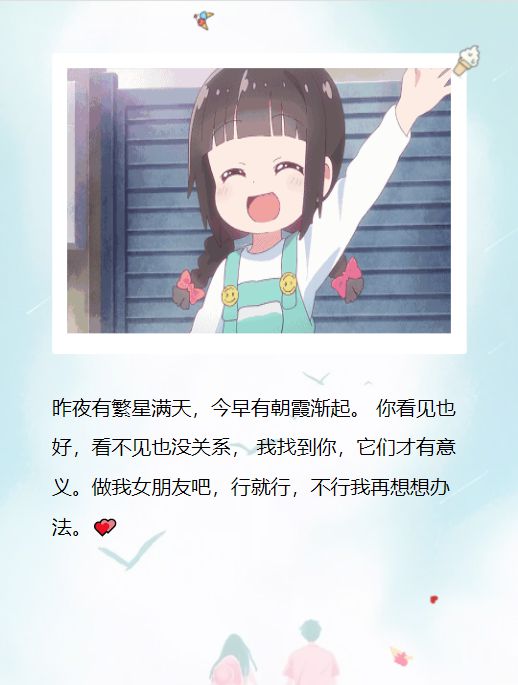 昨夜有繁星满天，今早有朝霞渐起。 你看见也
好，看不见也没关系， 我找到你，它们才有意
义。做我女朋友吧，行就行，不行我再想想办
法。💕